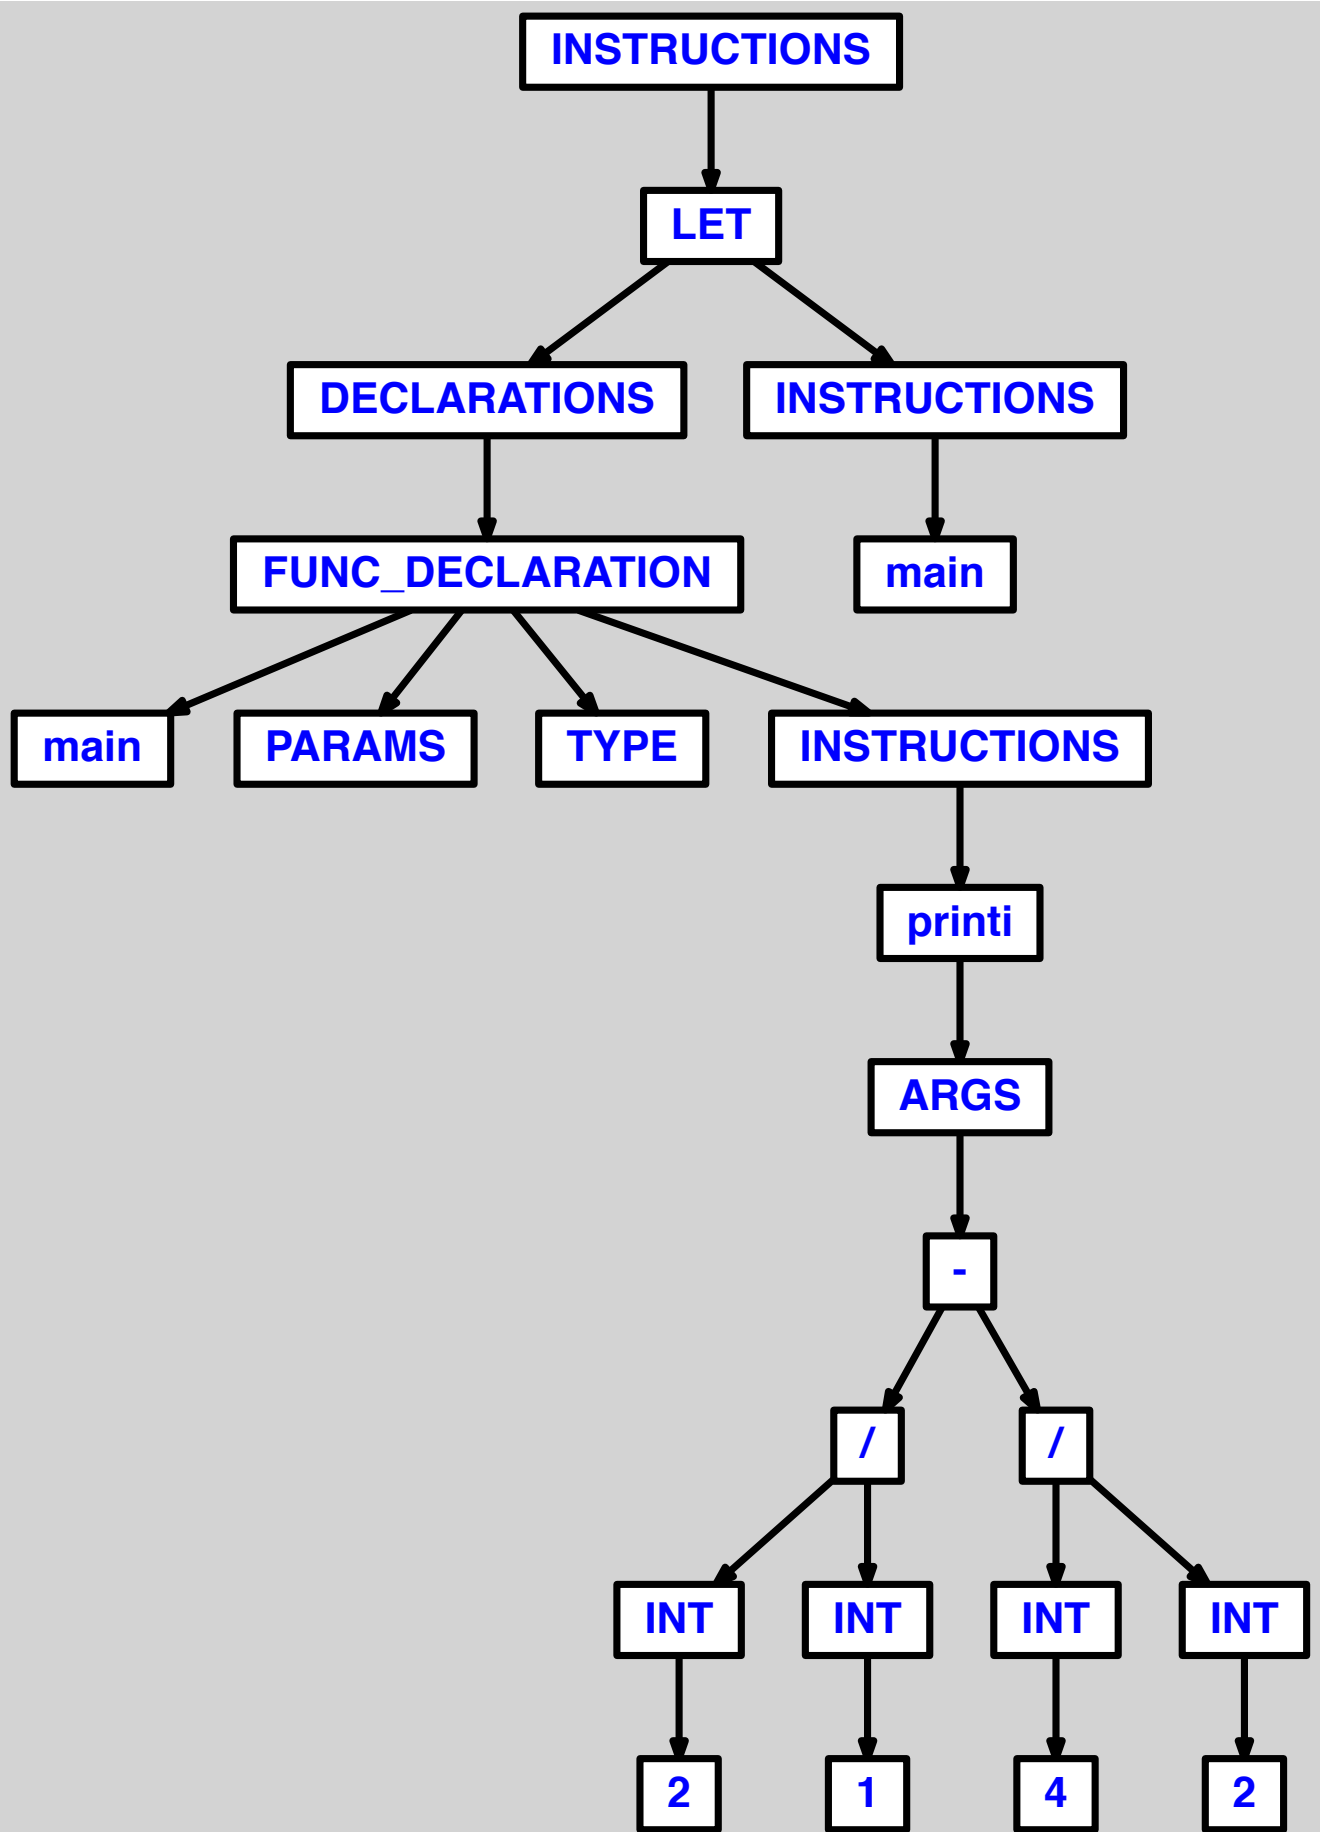 INSTRUCTIONS
LET
DECLARATIONS
INSTRUCTIONS
FUNC_DECLARATION
main
main
PARAMS
TYPE
INSTRUCTIONS
printi
ARGS
-
/
/
INT
INT
INT
INT
2
1
4
2